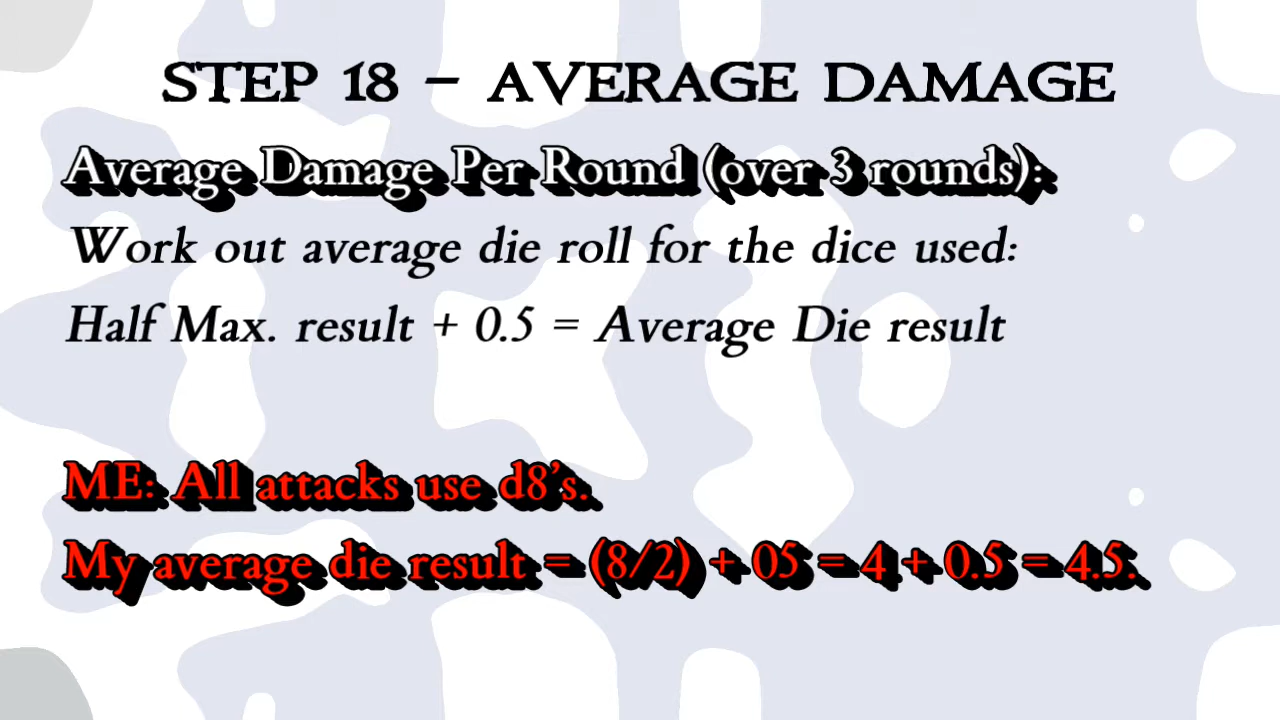 STEP 18 - AVERAGE DAMAGE
Average Damage Per Round (over 3 rounds):
Work out average die roll for the dice used:
Half Max. result + 0.5 = Average Die result
ME: All attacks use d8's.
My average die result = (8/2) + 05 = 4 + 0.5 = 4.5.